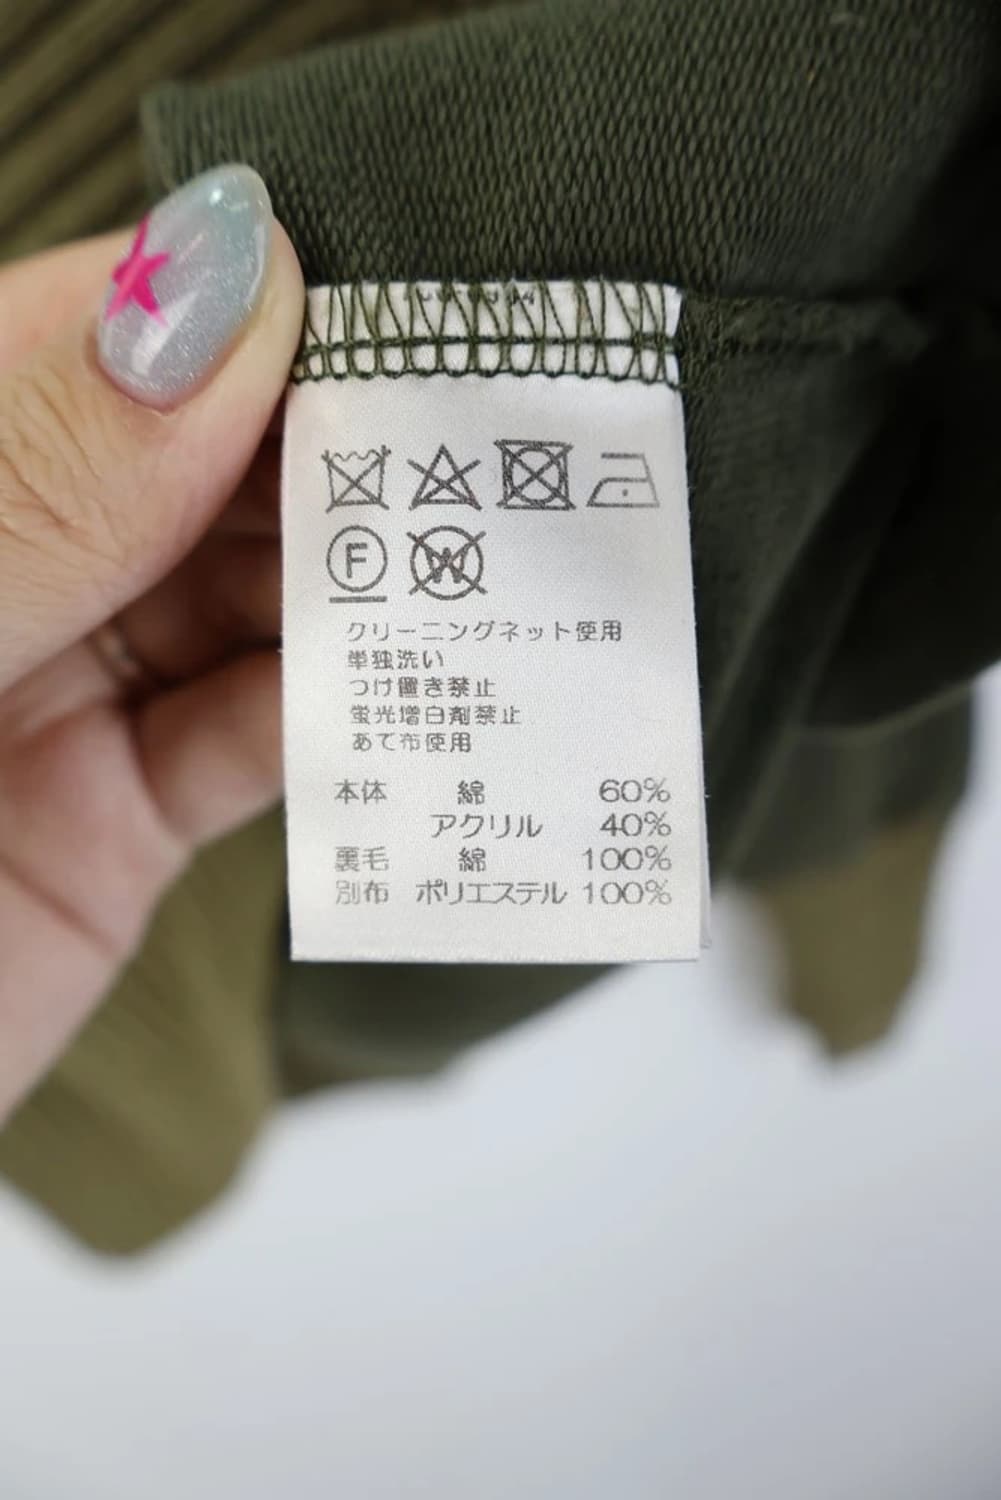 F
W
クリーニングネット使用
単独洗い
つけ置き禁止
蛍光増白剤禁止
あて布使用
本体 綿 60%
アクリル 40%
裏毛 綿 100%
別布 ポリエステル 100%